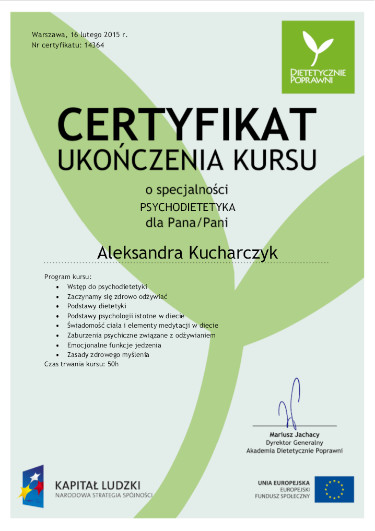 Warszawa, 16 lutego 2015 r.
Nr certyfikatu: 14364
DIETETYCZNIE
POPRAWNI
CERTYFIKAT
UKOŃCZENIA KURSU
o specjalności
PSYCHODIETETYKA
dla Pana/Pani
Aleksandra Kucharczyk
Program kursu:
• Wstęp do psychodietetyki
• Zaczynamy się zdrowo odżywiać
• Podstawy dietetyki
• Podstawy psychologii istotne w diecie
• Świadomość ciała i elementy medytacji w diecie
• Zaburzenia psychiczne związane z odżywianiem
• Emocjonalne funkcje jedzenia
• Zasady zdrowego myślenia
Czas trwania kursu: 50h
Mariusz Jachacy
Dyrektor Generalny
Akademia Dietetycznie Poprawni
KAPITAŁ LUDZKI
NARODOWA STRATEGIA SPÓJNOŚCI
UNIA EUROPEJSKA
EUROPEJSKI
FUNDUSZ SPOŁECZNY